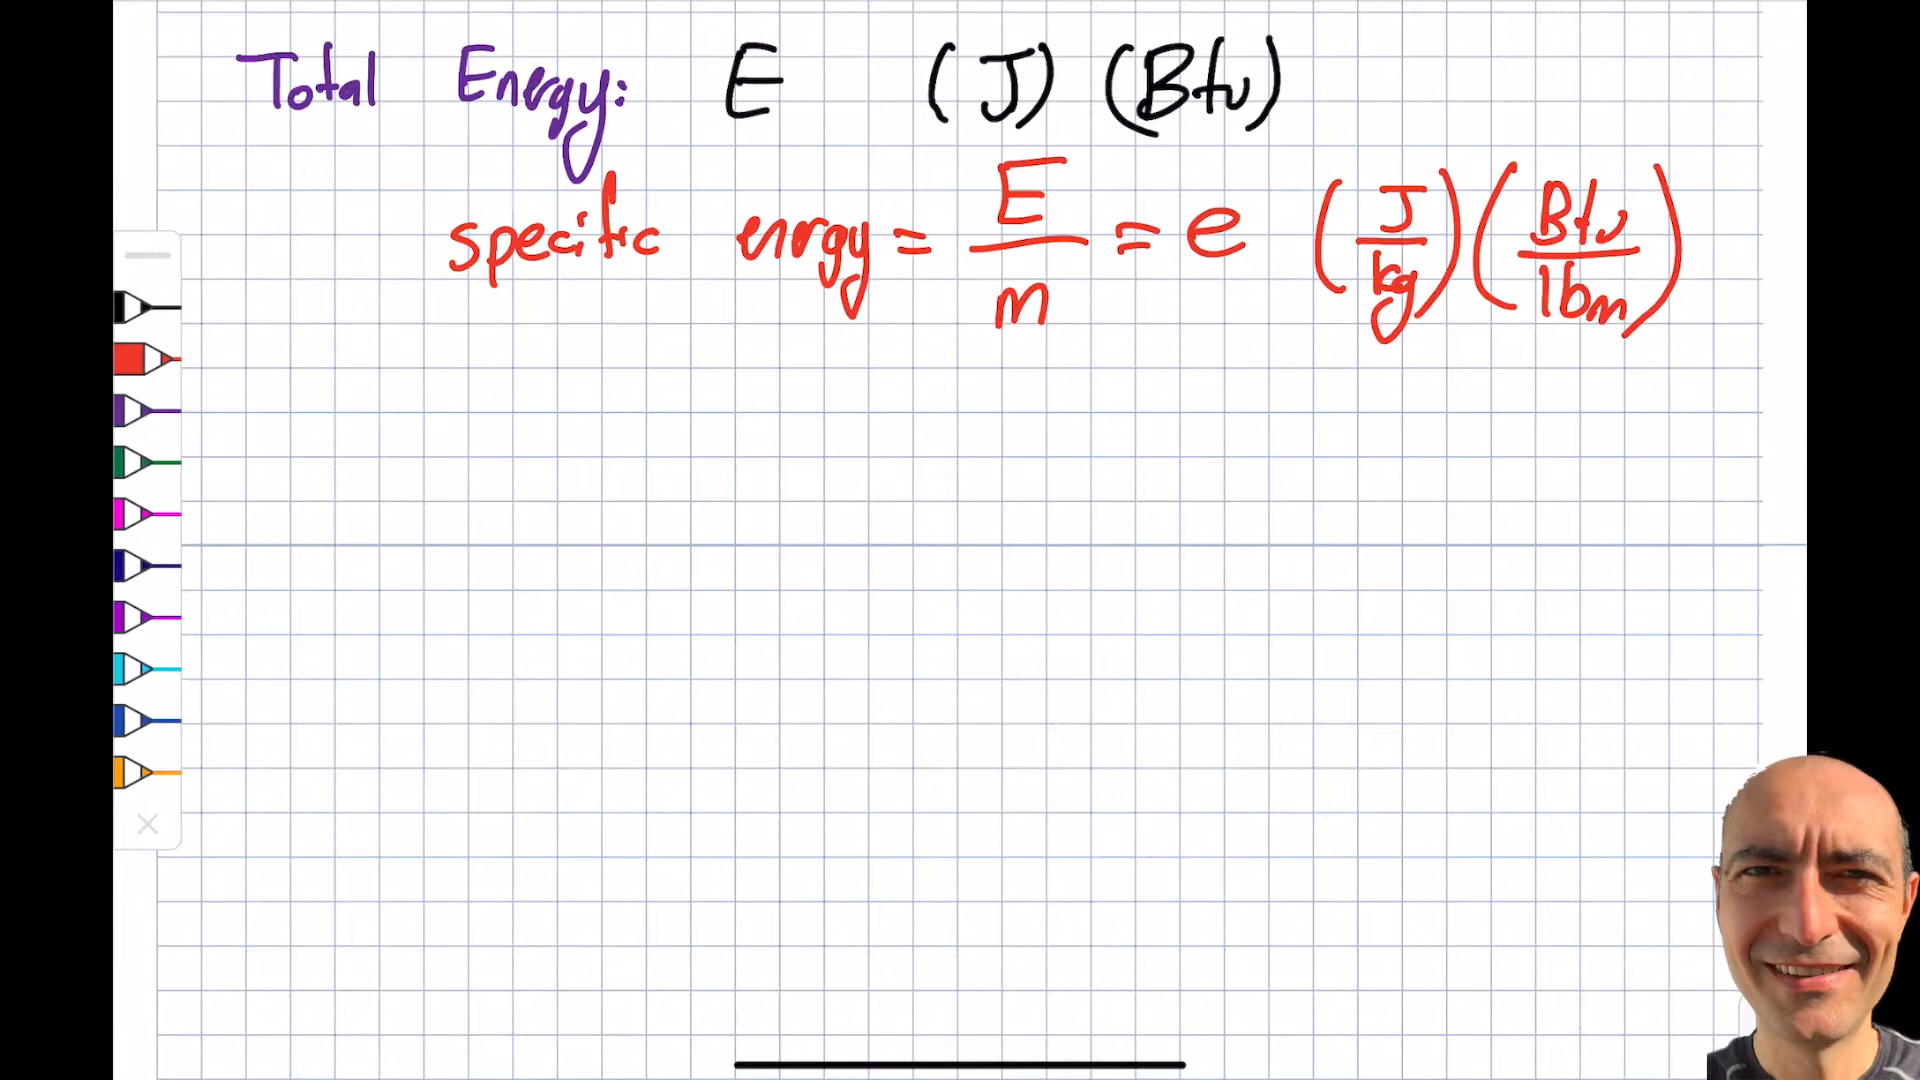 Total Energy: E (J) (Btu)
specific energy = E/m = e (J/kg) (Btu/lbm)